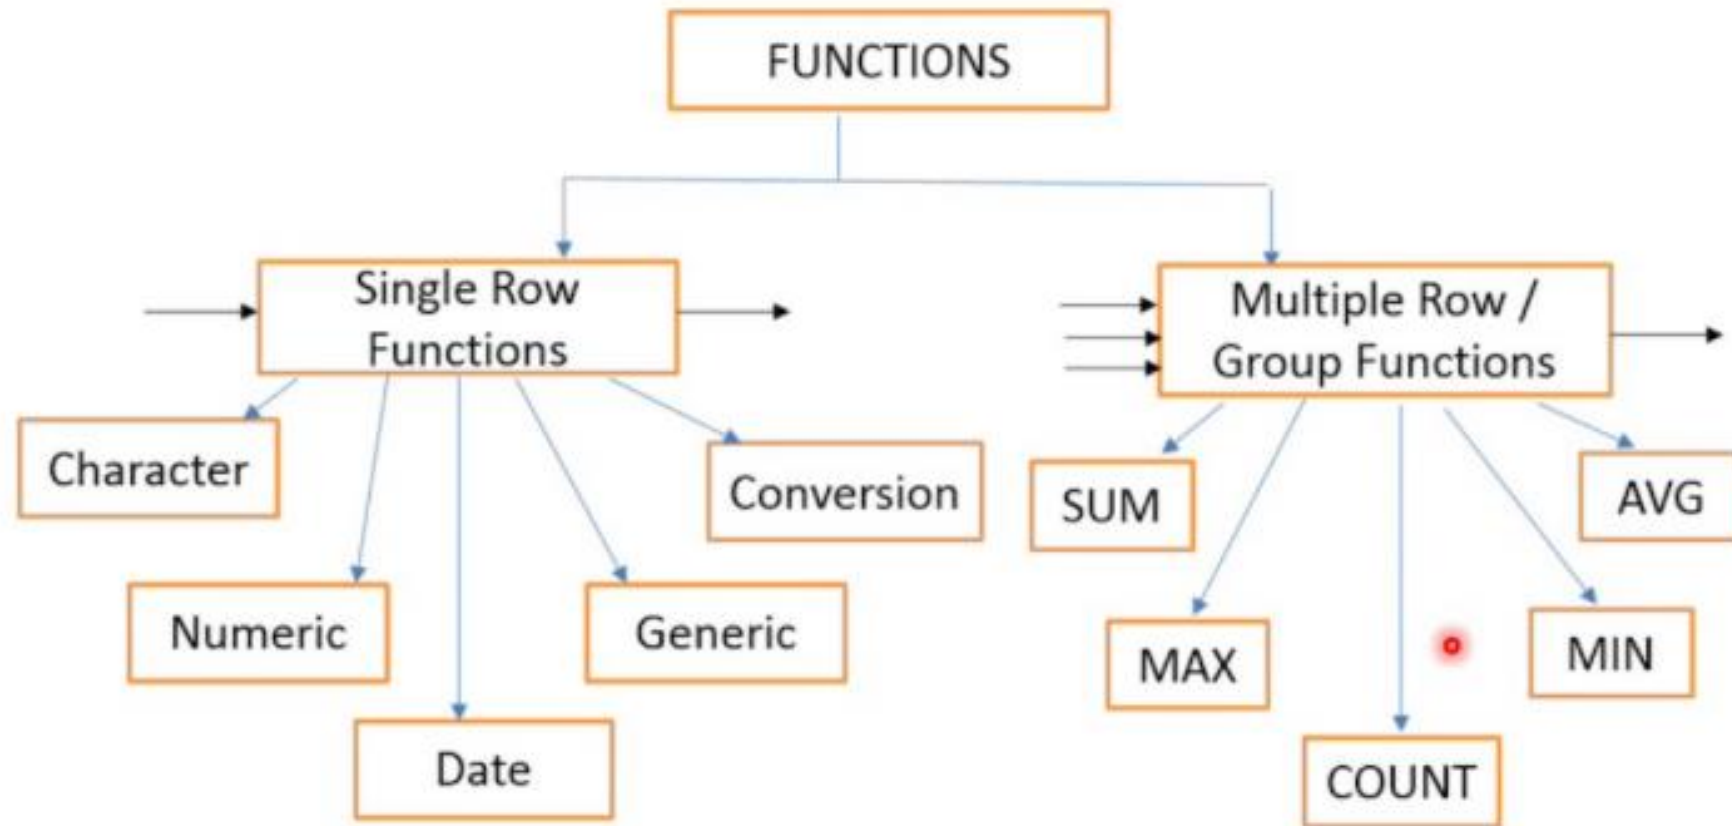 FUNCTIONS
Single Row
Functions
Multiple Row /
Group Functions
Character
Conversion
SUM
AVG
Numeric
Generic
MAX
MIN
Date
COUNT